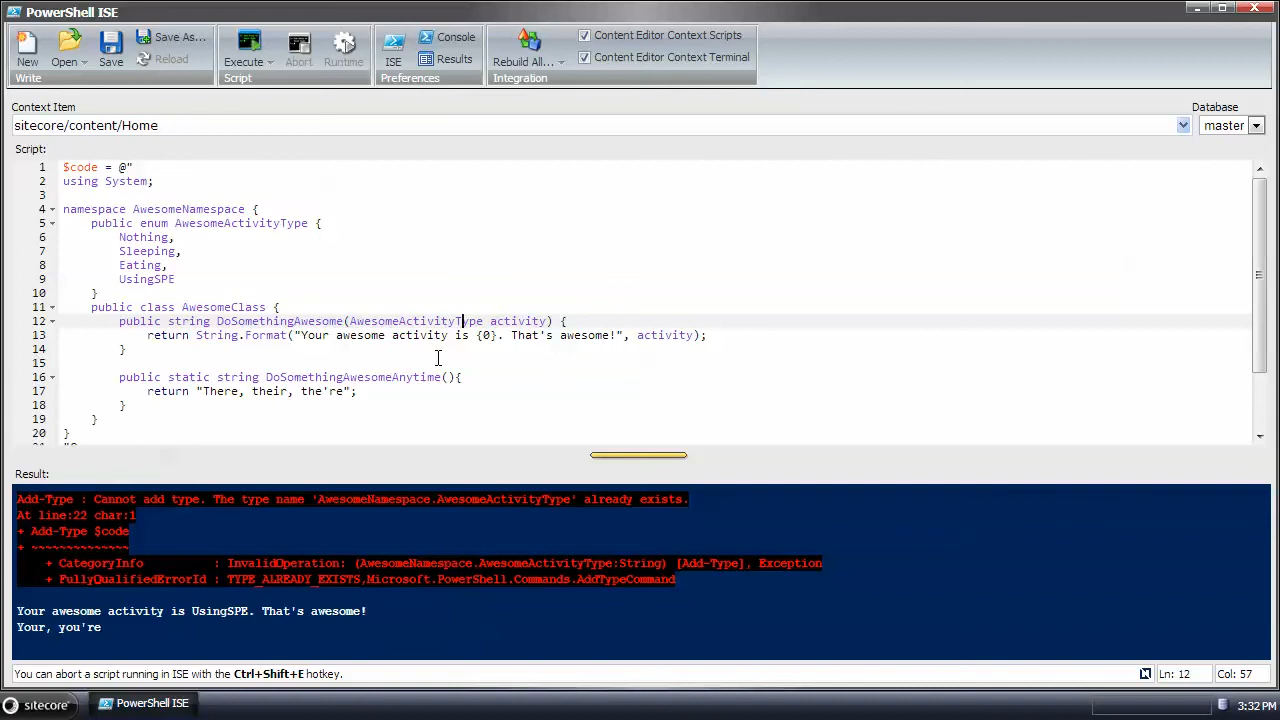 PowerShell ISE
New
Open
Save
Save As...
Reload
Write
Execute
Abort
Runtime
Script
ISE
Console
Results
Preferences
Rebuild All...
Content Editor Context Scripts
Content Editor Context Terminal
Integration
Context Item
Database
sitecore/content/Home
master
Script:
1 $code = @"
2 using System;
3
4 namespace AwesomeNamespace {
5 public enum AwesomeActivityType {
6 Nothing,
7 Sleeping,
8 Eating,
9 UsingSPE
10 }
11 public class AwesomeClass {
12 public string DoSomethingAwesome(AwesomeActivityType activity) {
13 return String.Format("Your awesome activity is {0}. That's awesome!", activity);
14 }
15
16 public static string DoSomethingAwesomeAnytime(){
17 return "There, their, the're";
18 }
19 }
20 }
Result:
Add-Type : Cannot add type. The type name 'AwesomeNamespace.AwesomeActivityType' already exists.
At line:22 char:1
+ Add-Type $code
+ ~~~~~~~~~~~~~~
+ CategoryInfo : InvalidOperation: (AwesomeNamespace.AwesomeActivityType:String) [Add-Type], Exception
+ FullyQualifiedErrorId : TYPE_ALREADY_EXISTS,Microsoft.PowerShell.Commands.AddTypeCommand
Your awesome activity is UsingSPE. That's awesome!
Your, you're
You can abort a script running in ISE with the Ctrl+Shift+E hotkey.
Ln: 12
Col: 57
sitecore
PowerShell ISE
3:32 PM